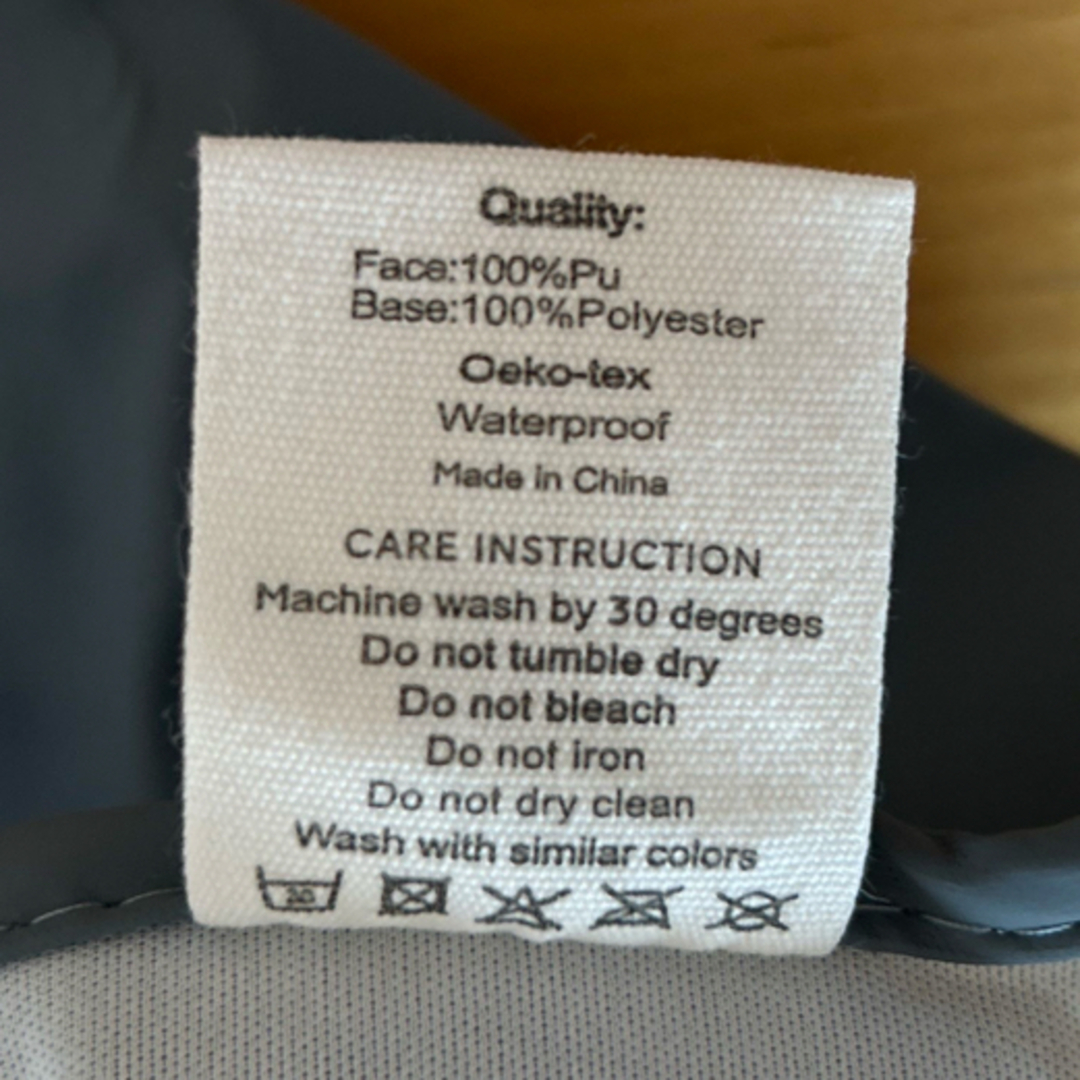 Quality:
Face:100%Pu
Base:100%Polyester
Oeko-tex
Waterproof
Made in China
CARE INSTRUCTION
Machine wash by 30 degrees
Do not tumble dry
Do not bleach
Do not iron
Do not dry clean
Wash with similar colors
30